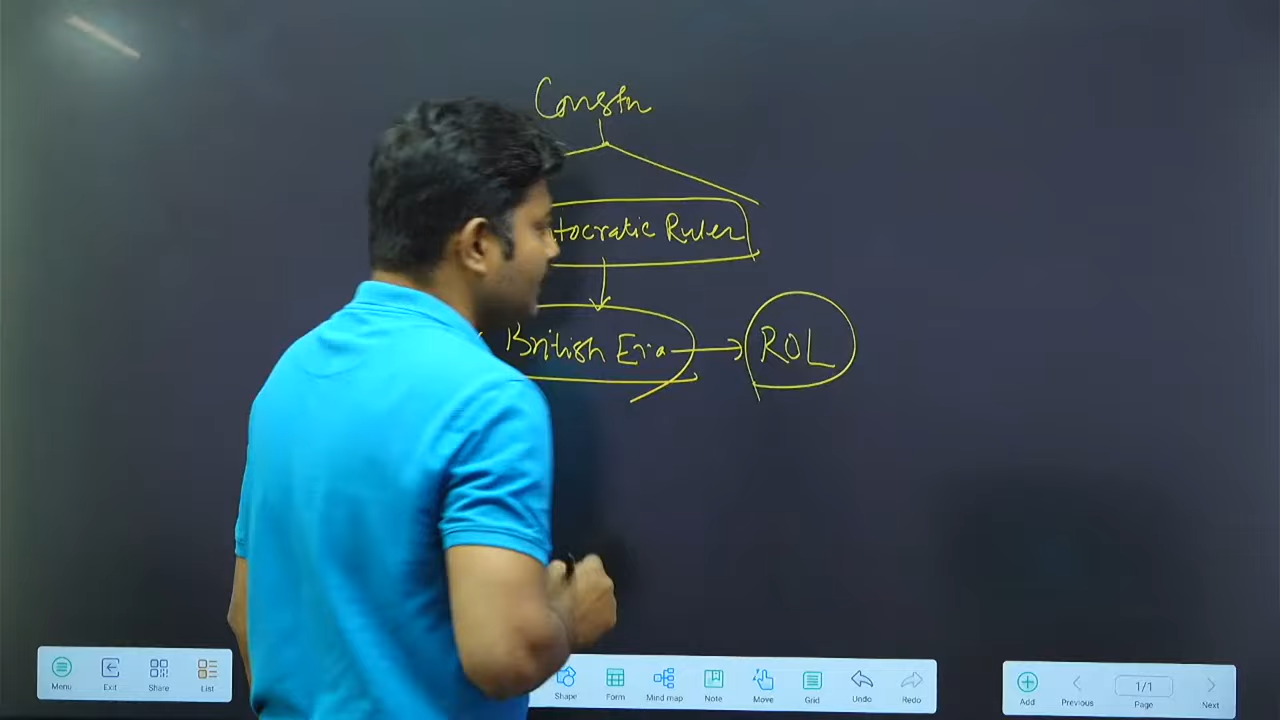 Constn
tocratic Ruler
British Era
ROL
Menu
Exit
Share
List
Shape
Form
Mind map
Note
Move
Grid
Undo
Redo
Add
Previous
1/1
Page
Next